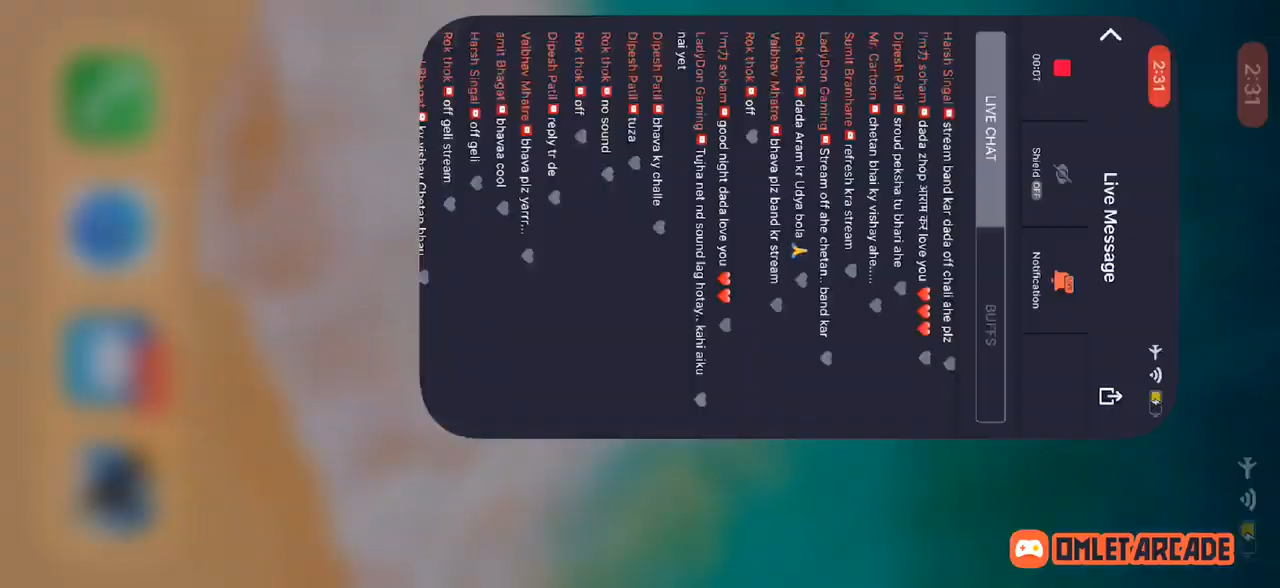 2:31
2:31
Live Message
00:07
Shield OFF
Notification
LIVE CHAT
BUFFS
Harsh Singal stream band kar dada off chali ahe plz
I'm力 soham dada zhop आराम कर love you ❤️❤️❤️
Dipesh Patil sroud peksha tu bhari ahe
Mr. Cartoon chetan bhai ky vishay ahe.....
Sumit Bramhane refresh kra stream
LadyDon Gaming Stream off ahe chetan.. band kar
Rok thok dada Aram kr Udya bola 🙏
Vaibhav Mhatre bhava plz band kr stream
Rok thok off
I'm力 soham good night dada love you ❤️❤️
LadyDon Gaming Tujha net nd sound lag hotay.. kahi aiku
nai yet
Dipesh Patil bhava ky challe
Dipesh Patil tuza
Rok thok no sound
Rok thok off
Dipesh Patil reply tr de
Vaibhav Mhatre bhava plz yarrr...
amit Bhagat bhavaa cool
Harsh Singal off geli
Rok thok off geli stream
OMLET ARCADE